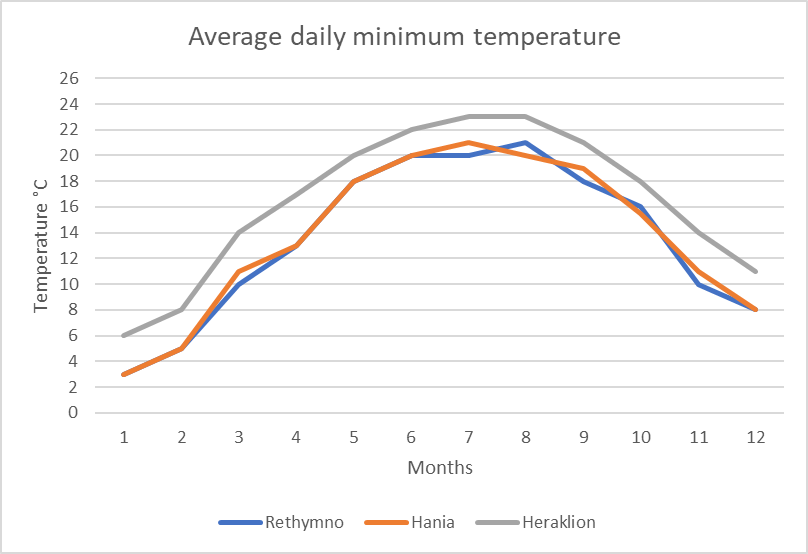 Average daily minimum temperature
26
24
22
20
18
16
14
12
10
8
6
4
2
0
Temperature ˚C
1 2 3 4 5 6 7 8 9 10 11 12
Months
Rethymno Hania Heraklion